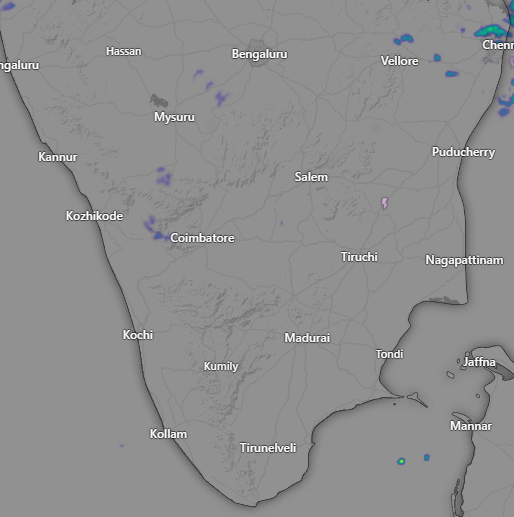 Hassan
Bengaluru
Chenn
ngaluru
Vellore
Mysuru
Kannur
Puducherry
Salem
Kozhikode
Coimbatore
Tiruchi
Nagapattinam
Kochi
Madurai
Tondi
Kumily
Jaffna
Mannar
Kollam
Tirunelveli